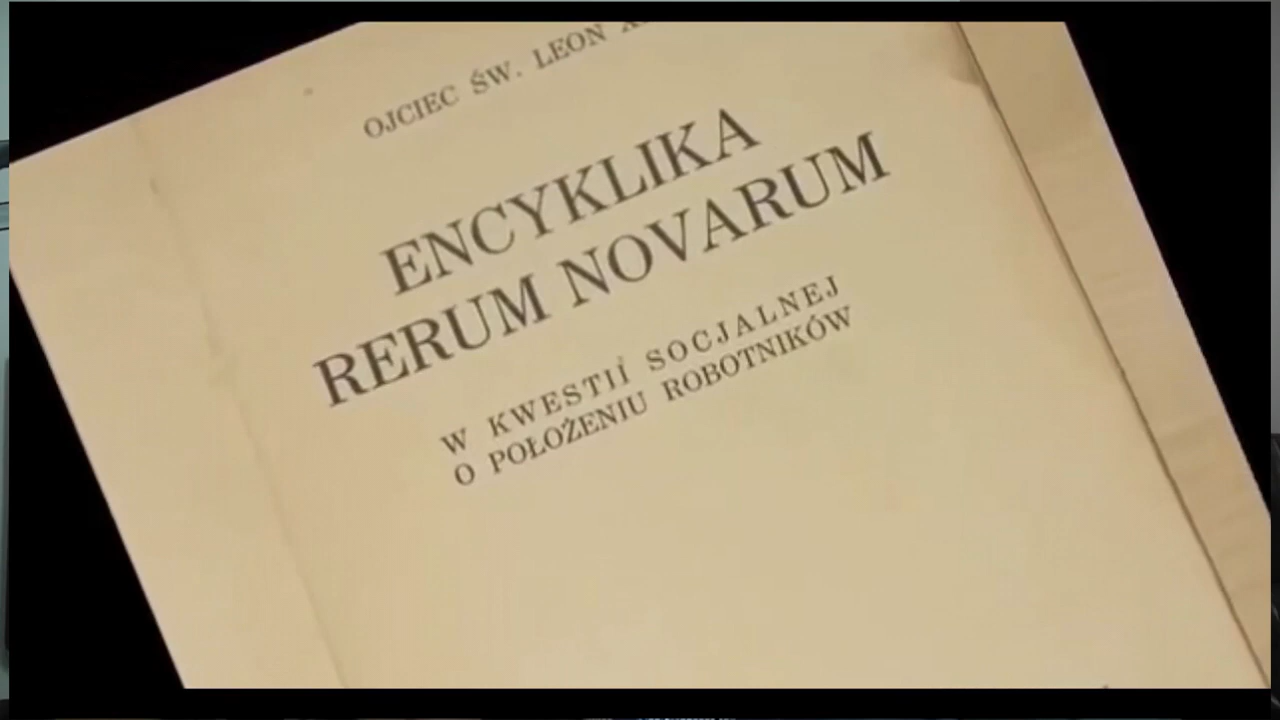 OJCIEC ŚW. LEON
ENCYKLIKA
RERUM NOVARUM
W KWESTII SOCJALNEJ
O POŁOŻENIU ROBOTNIKÓW